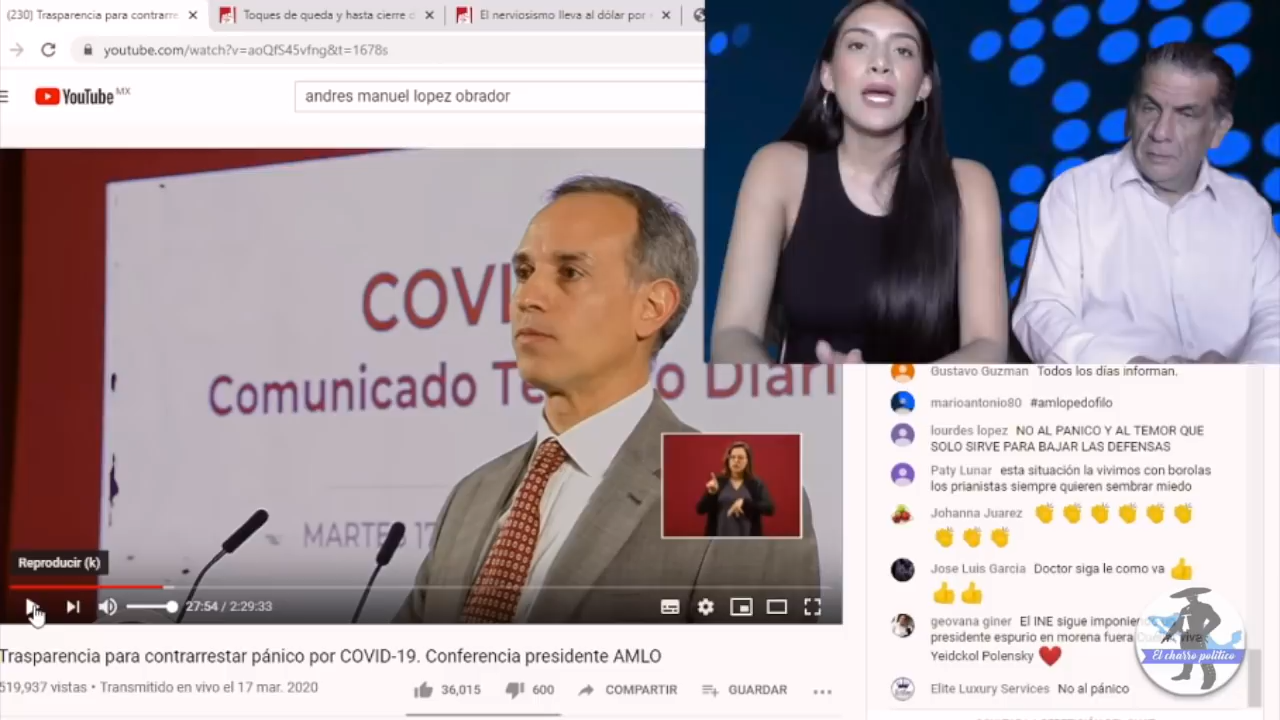 (230) Trasparencia para contrarre
Toques de queda y hasta cierre
El nerviosismo lleva al dólar por
youtube.com/watch?v=aoQfS45vfng&t=1678s
YouTube MX
andres manuel lopez obrador
COVI
Comunicado Te o Diari
MARTES 17
Gustavo Guzman Todos los días informan.
marioantonio80 #amlopedofilo
lourdes lopez NO AL PANICO Y AL TEMOR QUE
SOLO SIRVE PARA BAJAR LAS DEFENSAS
Paty Lunar esta situación la vivimos con borolas
los prianistas siempre quieren sembrar miedo
Johanna Juarez 👏👏👏👏👏👏
👏👏👏
Jose Luis Garcia Doctor siga le como va 👍
👍👍
geovana giner El INE sigue imponien
presidente espurio en morena fuera viva
Yeidckol Polensky ❤️
Elite Luxury Services No al pánico
El charro político
Reproducir (k)
27:54 / 2:29:33
Trasparencia para contrarrestar pánico por COVID-19. Conferencia presidente AMLO
519,937 vistas • Transmitido en vivo el 17 mar. 2020
36,015 600 COMPARTIR GUARDAR